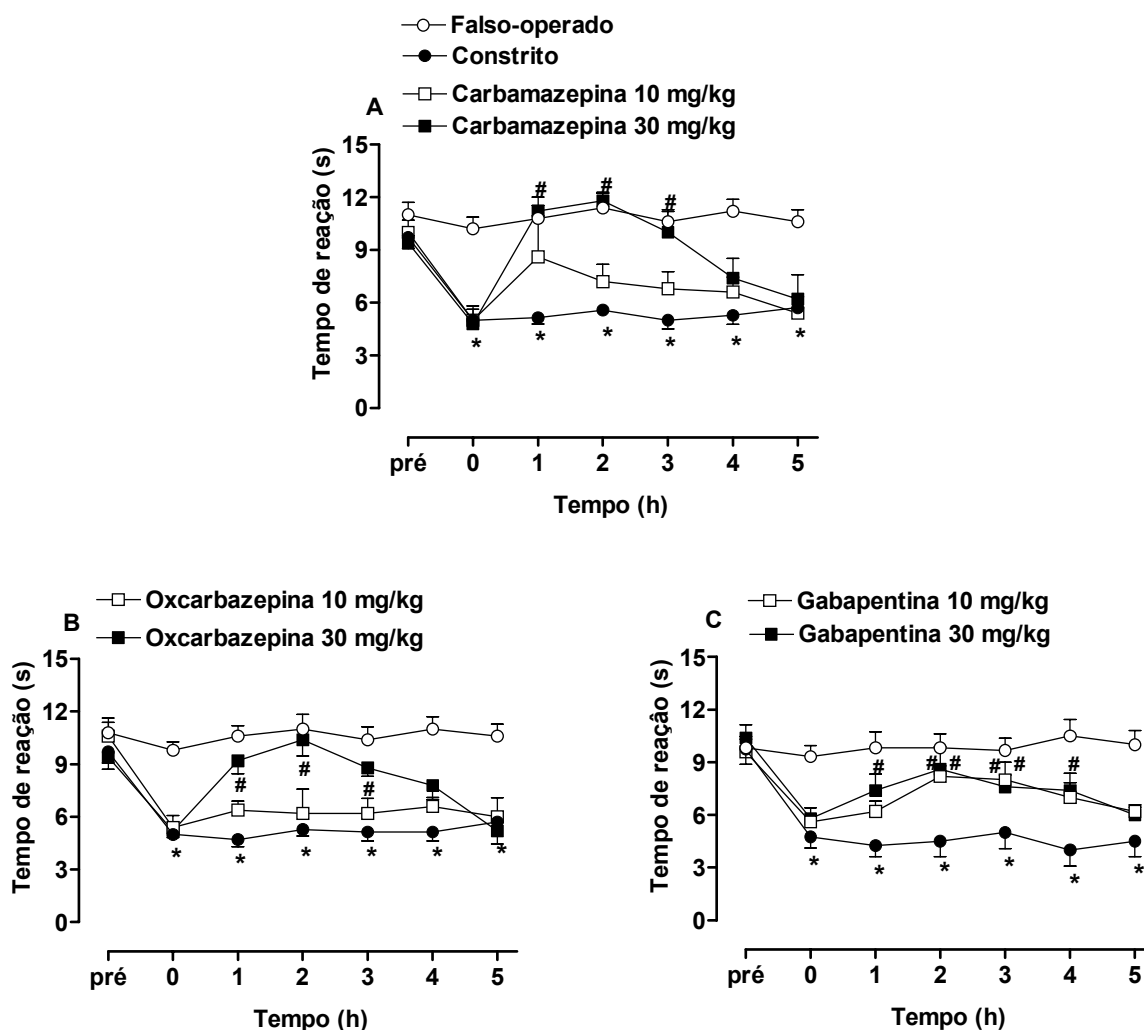 Falso-operado
Constrito
Carbamazepina 10 mg/kg
A
Carbamazepina 30 mg/kg
Tempo de reação (s)
15
12
9
6
3
0
# # #
* * * * * *
pré 0 1 2 3 4 5
Tempo (h)
Oxcarbazepina 10 mg/kg
B
Oxcarbazepina 30 mg/kg
Tempo de reação (s)
15
12
9
6
3
0
# # #
* * * * * *
pré 0 1 2 3 4 5
Tempo (h)
Gabapentina 10 mg/kg
C
Gabapentina 30 mg/kg
Tempo de reação (s)
15
12
9
6
3
0
# # # # # #
* * * * * *
pré 0 1 2 3 4 5
Tempo (h)